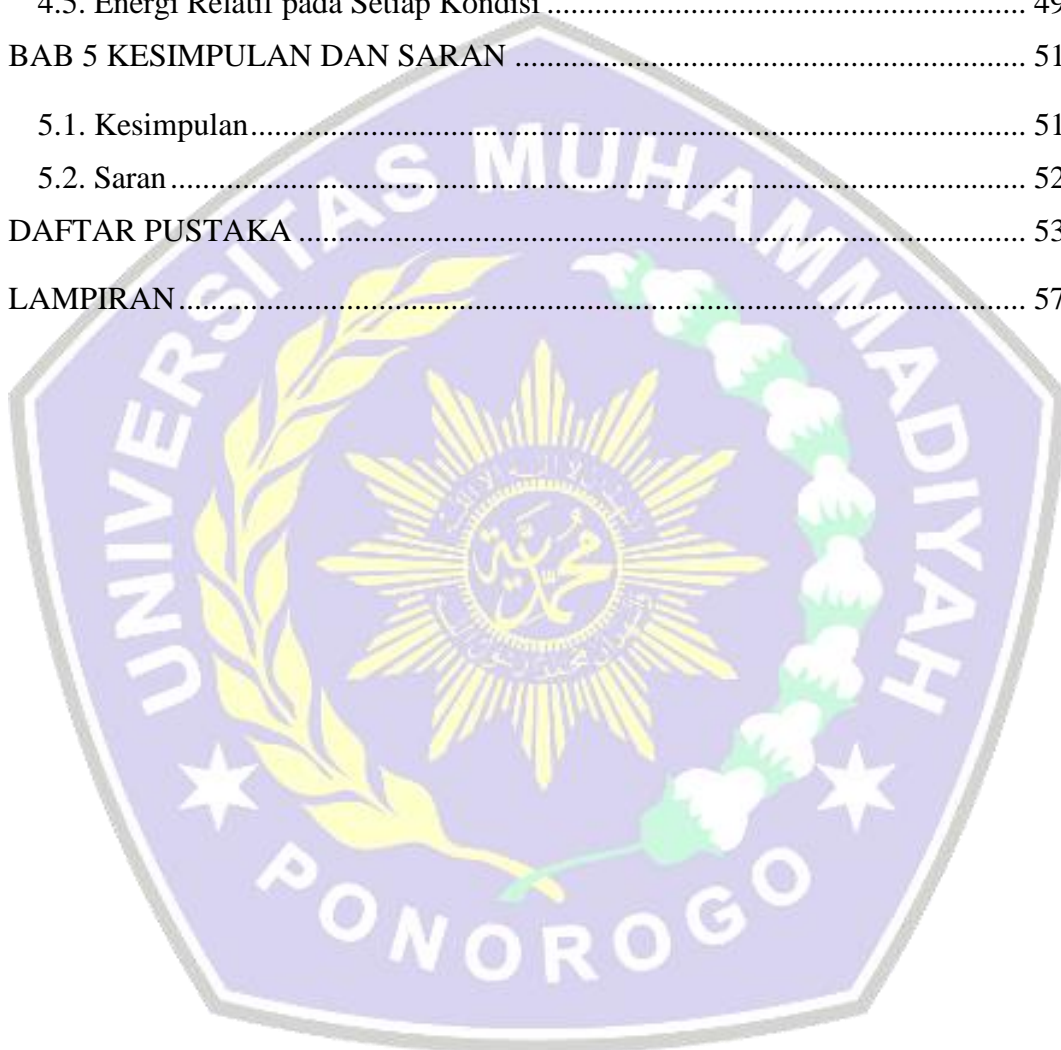 4.5. Energi Relatif pada Setiap Kondisi ........................................................... 49
BAB 5 KESIMPULAN DAN SARAN ............................................................... 51
5.1. Kesimpulan ................................................................................................ 51
5.2. Saran .......................................................................................................... 52
DAFTAR PUSTAKA ......................................................................................... 53
LAMPIRAN ....................................................................................................... 57
UNIVERSITAS MUHAMMADIYAH
PONOROGO